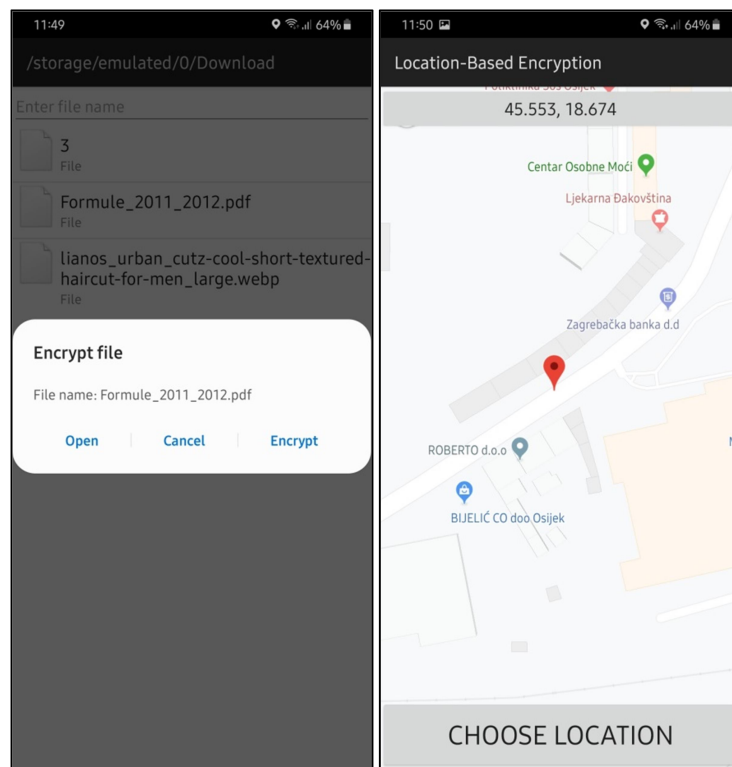 11:49
64%
/storage/emulated/0/Download
Enter file name
3
File
Formule_2011_2012.pdf
File
lianos_urban_cutz-cool-short-textured-
haircut-for-men_large.webp
File
Encrypt file
File name: Formule_2011_2012.pdf
Open
Cancel
Encrypt
11:50
64%
Location-Based Encryption
45.553, 18.674
Centar Osobne Moći
Ljekarna Đakovština
Zagrebačka banka d.d
ROBERTO d.o.o
BIJELIĆ CO doo Osijek
CHOOSE LOCATION